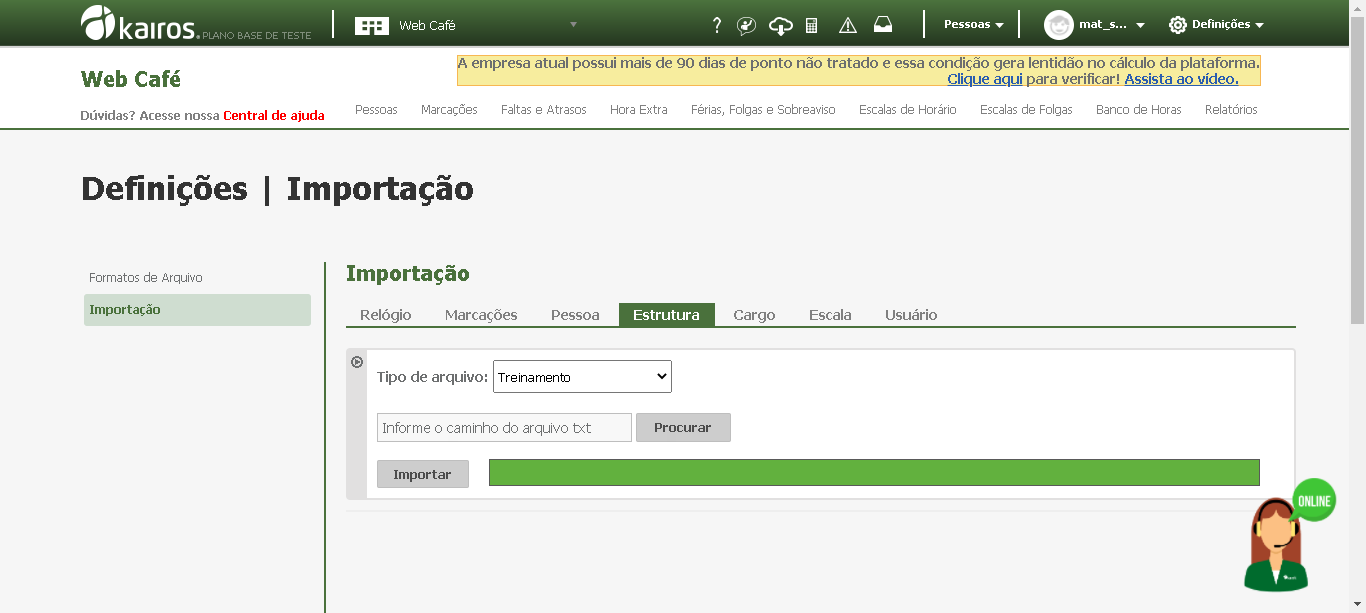 kairos. PLANO BASE DE TESTE
Web Café
?
Pessoas
mat_s...
Definições
Web Café
A empresa atual possui mais de 90 dias de ponto não tratado e essa condição gera lentidão no cálculo da plataforma.
Clique aqui para verificar! Assista ao vídeo.
Dúvidas? Acesse nossa Central de ajuda
Pessoas Marcações Faltas e Atrasos Hora Extra Férias, Folgas e Sobreaviso Escalas de Horário Escalas de Folgas Banco de Horas Relatórios
Definições | Importação
Formatos de Arquivo
Importação
Importação
Relógio Marcações Pessoa Estrutura Cargo Escala Usuário
Tipo de arquivo: Treinamento
Informe o caminho do arquivo txt Procurar
Importar
ONLINE